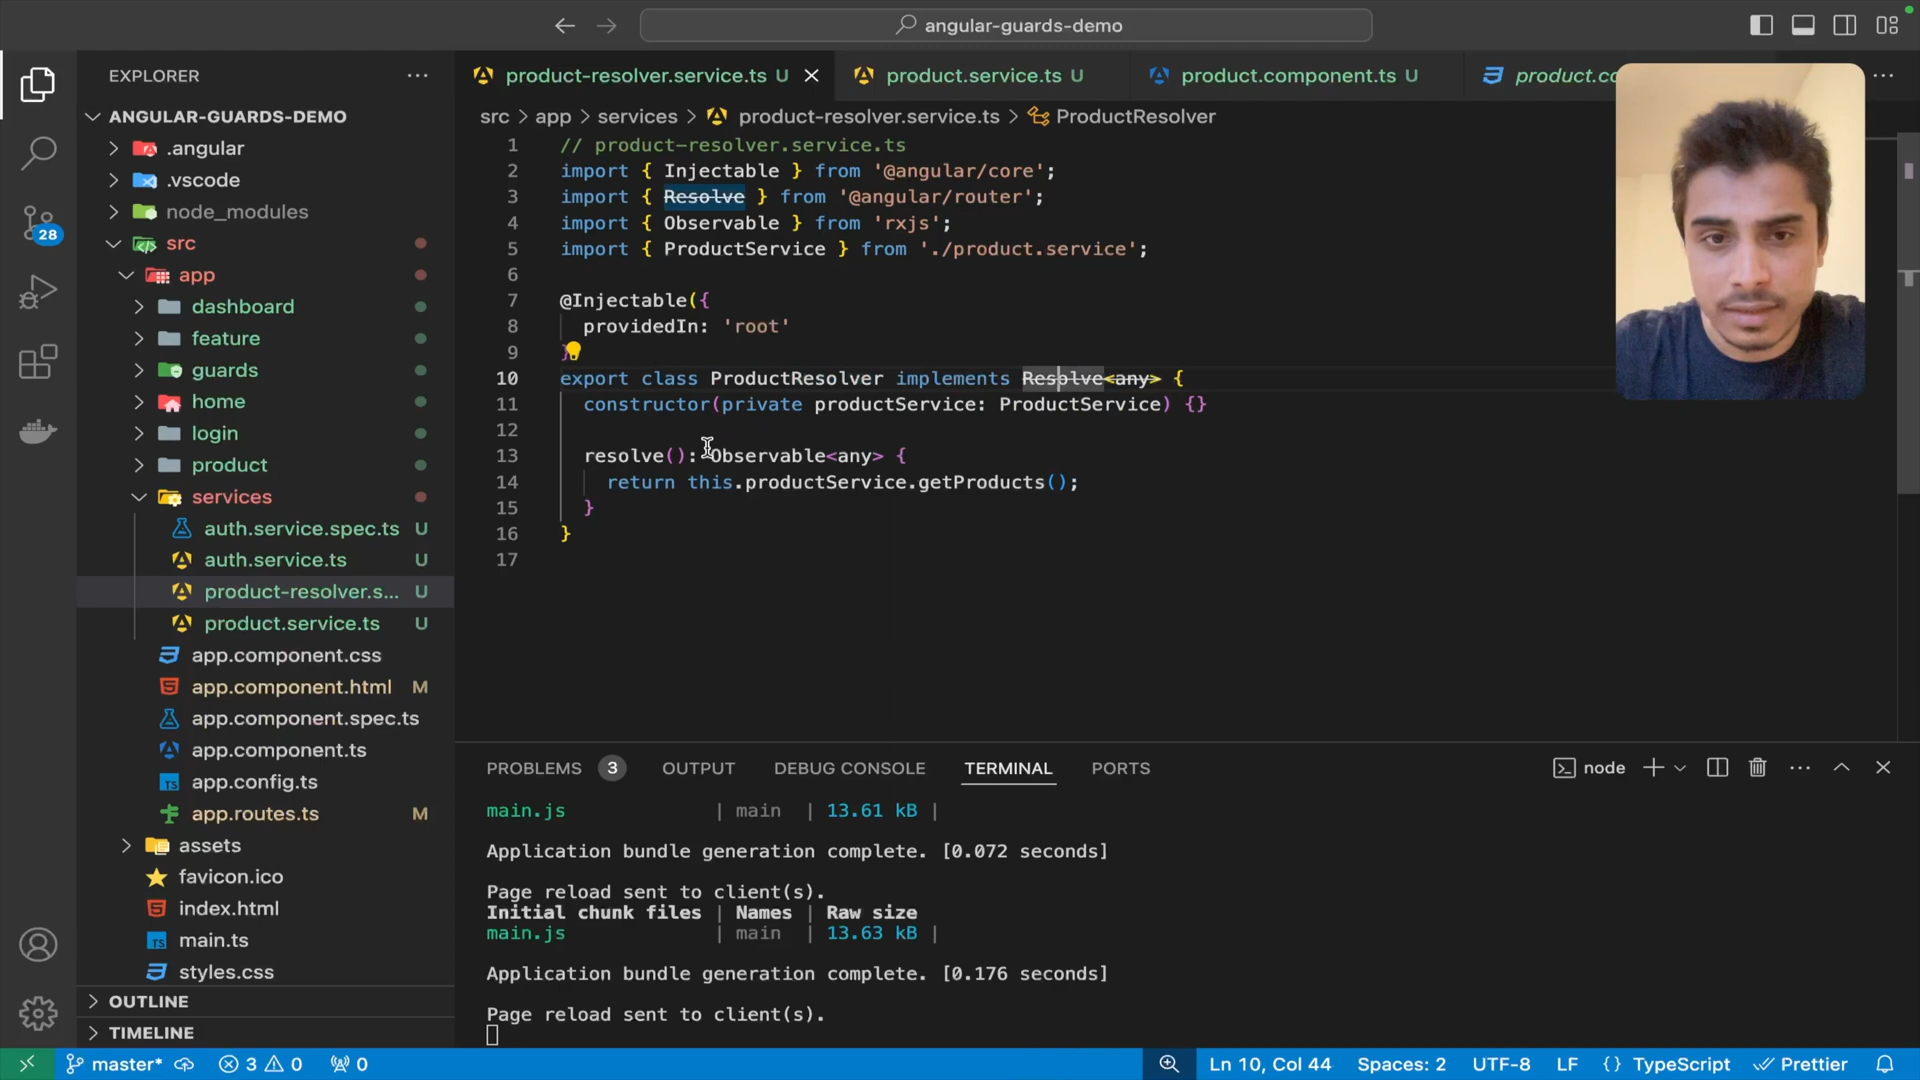 angular-guards-demo
EXPLORER
product-resolver.service.ts U
product.service.ts U
product.component.ts U
product.co
ANGULAR-GUARDS-DEMO
.angular
.vscode
node_modules
src
app
dashboard
feature
guards
home
login
product
services
auth.service.spec.ts U
auth.service.ts U
product-resolver.s... U
product.service.ts U
app.component.css
app.component.html M
app.component.spec.ts
app.component.ts
app.config.ts
app.routes.ts M
assets
favicon.ico
index.html
main.ts
styles.css
OUTLINE
TIMELINE
28
src > app > services > product-resolver.service.ts > ProductResolver
1 // product-resolver.service.ts
2 import { Injectable } from '@angular/core';
3 import { Resolve } from '@angular/router';
4 import { Observable } from 'rxjs';
5 import { ProductService } from './product.service';
6
7 @Injectable({
8 providedIn: 'root'
9 }
10 export class ProductResolver implements Resolve<any> {
11 constructor(private productService: ProductService) {}
12
13 resolve(): Observable<any> {
14 return this.productService.getProducts();
15 }
16 }
17
PROBLEMS 3 OUTPUT DEBUG CONSOLE TERMINAL PORTS
node
main.js | main | 13.61 kB |
Application bundle generation complete. [0.072 seconds]
Page reload sent to client(s).
Initial chunk files | Names | Raw size
main.js | main | 13.63 kB |
Application bundle generation complete. [0.176 seconds]
Page reload sent to client(s).
master* 3 0 0
Ln 10, Col 44 Spaces: 2 UTF-8 LF {} TypeScript Prettier